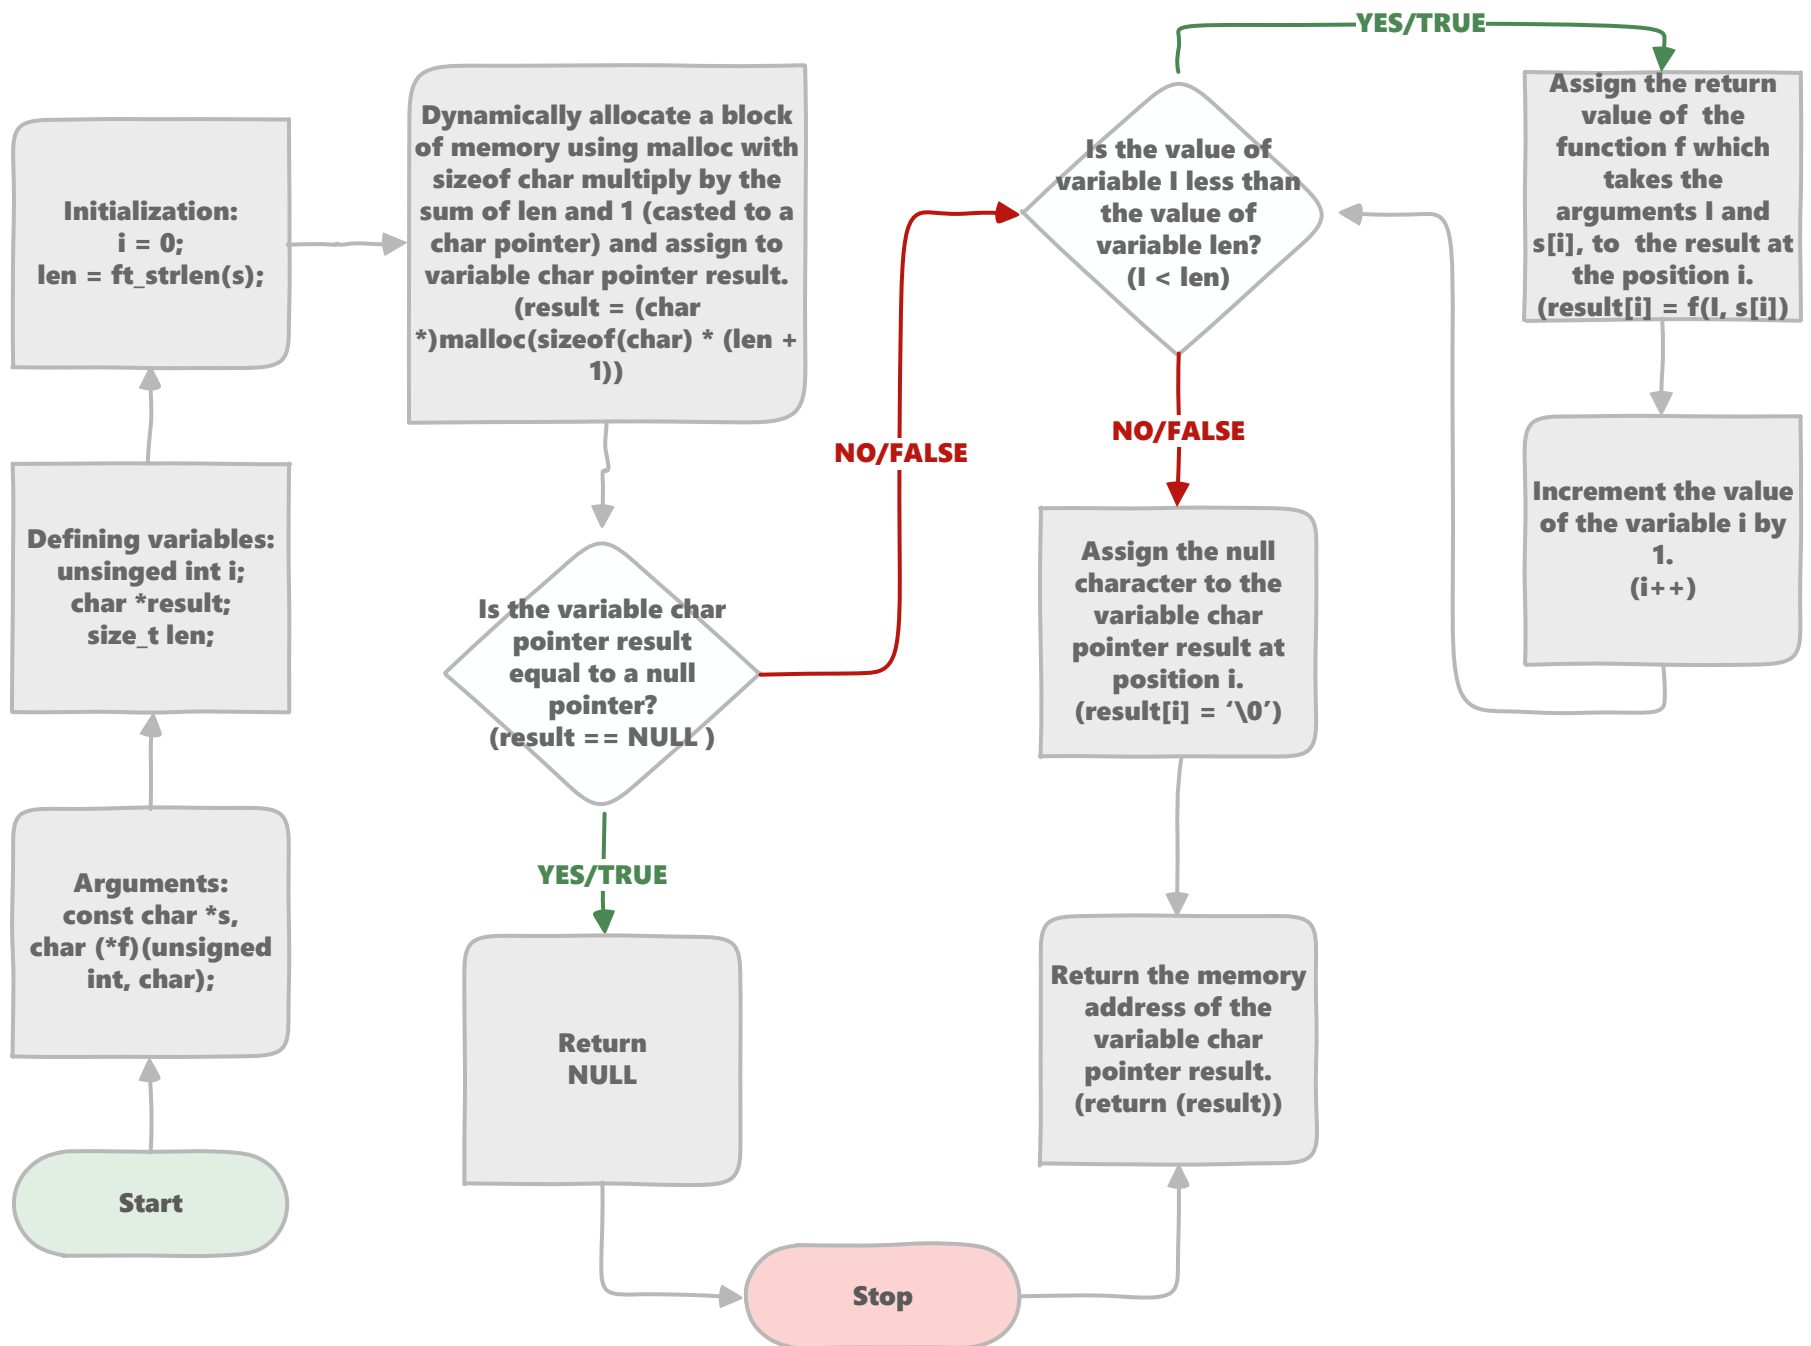 Start
Arguments:
const char *s,
char (*f)(unsigned
int, char);
Defining variables:
unsinged int i;
char *result;
size_t len;
Initialization:
i = 0;
len = ft_strlen(s);
Dynamically allocate a block
of memory using malloc with
sizeof char multiply by the
sum of len and 1 (casted to a
char pointer) and assign to
variable char pointer result.
(result = (char
*)malloc(sizeof(char) * (len +
1))
Is the variable char
pointer result
equal to a null
pointer?
(result == NULL )
YES/TRUE
Return
NULL
NO/FALSE
Is the value of
variable I less than
the value of
variable len?
(I < len)
YES/TRUE
Assign the return
value of  the
function f which
takes the
arguments I and
s[i], to  the result at
the position i.
(result[i] = f(I, s[i])
Increment the value
of the variable i by
1.
(i++)
NO/FALSE
Assign the null
character to the
variable char
pointer result at
position i.
(result[i] = ‘\0’)
Return the memory
address of the
variable char
pointer result.
(return (result))
Stop